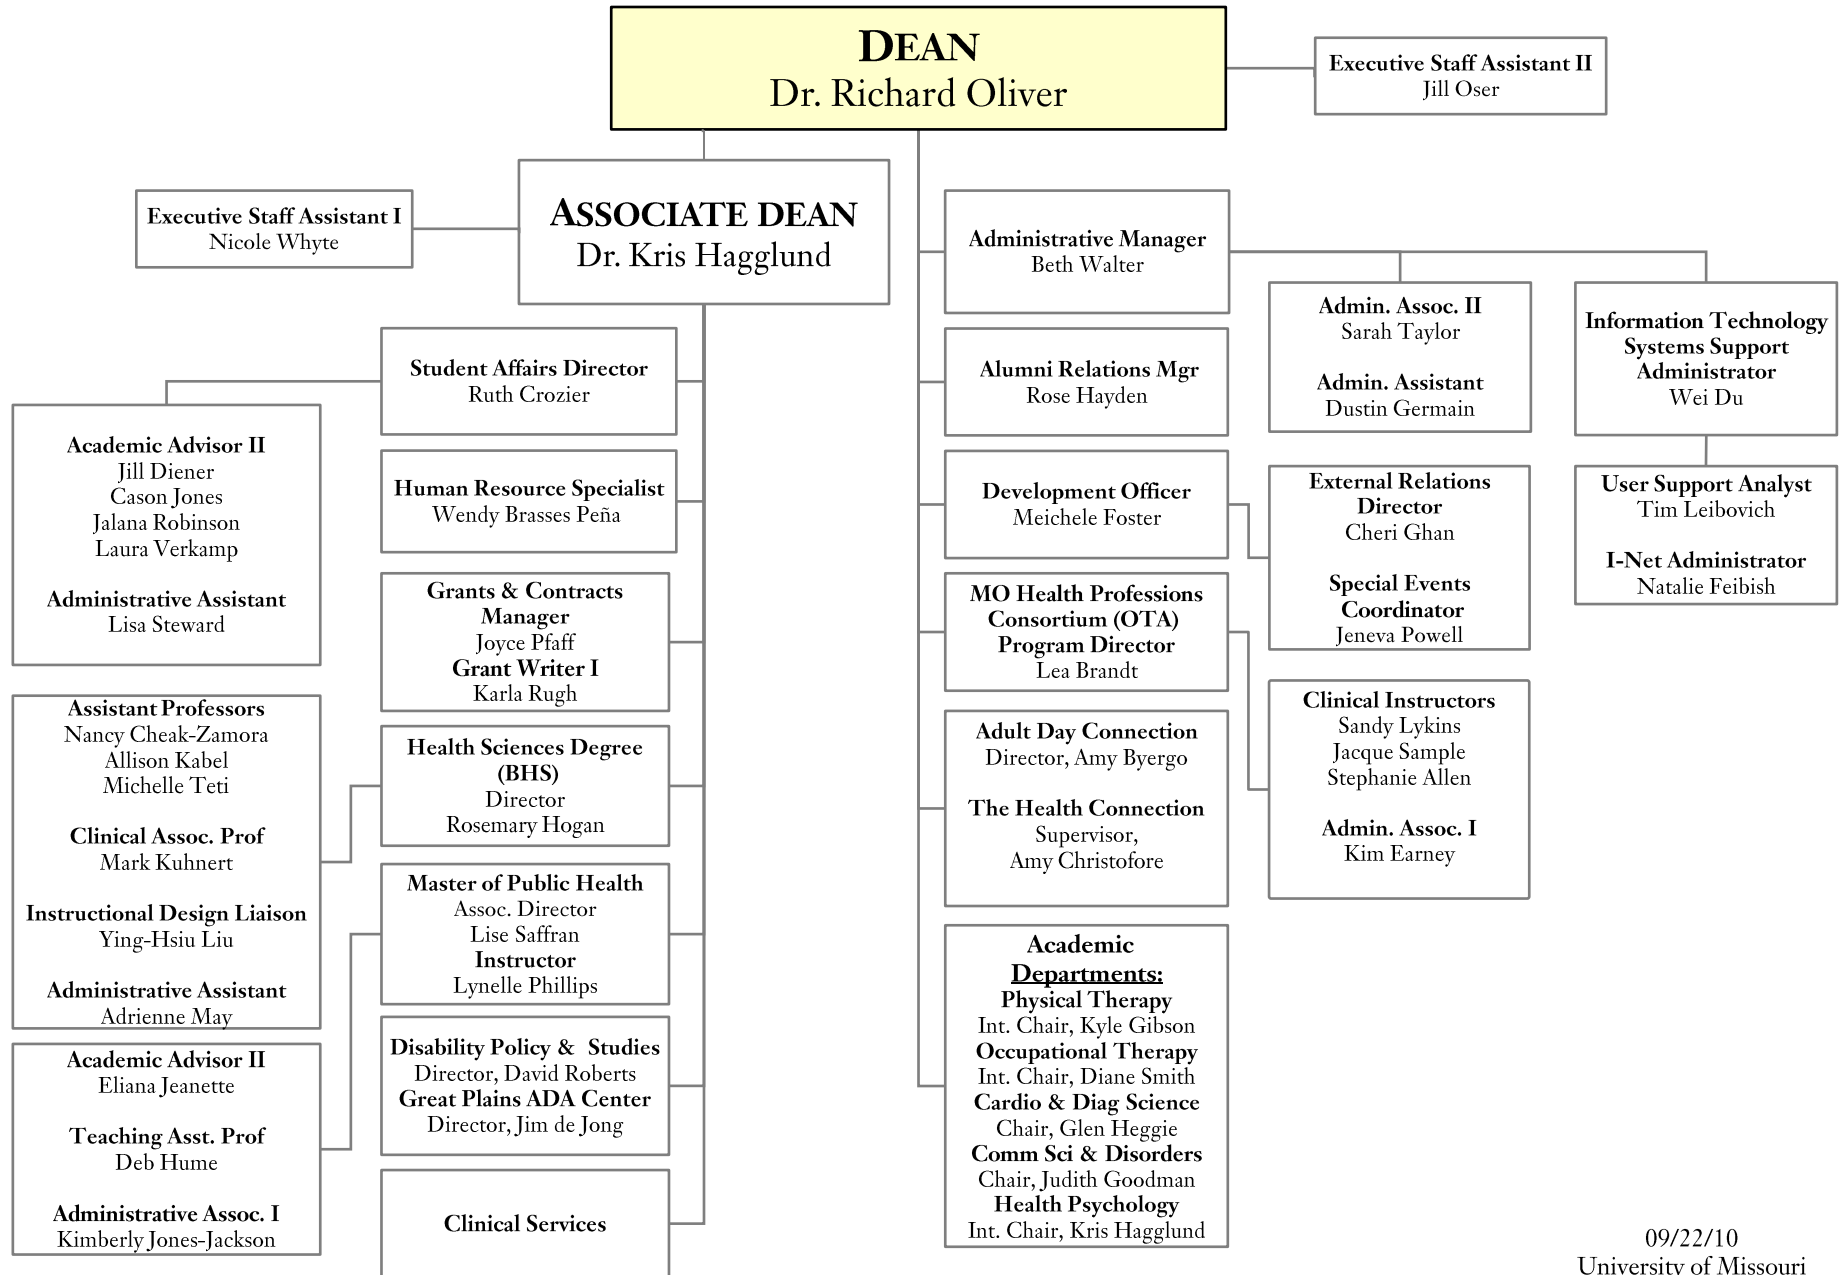 DEAN
Dr. Richard Oliver
Executive Staff Assistant II
Jill Oser
Executive Staff Assistant I
Nicole Whyte
ASSOCIATE DEAN
Dr. Kris Hagglund
Administrative Manager
Beth Walter
Admin. Assoc. II
Sarah Taylor
Admin. Assistant
Dustin Germain
Information Technology
Systems Support
Administrator
Wei Du
Student Affairs Director
Ruth Crozier
Alumni Relations Mgr
Rose Hayden
Academic Advisor II
Jill Diener
Cason Jones
Jalana Robinson
Laura Verkamp
Administrative Assistant
Lisa Steward
Human Resource Specialist
Wendy Brasses Peña
Development Officer
Meichele Foster
External Relations
Director
Cheri Ghan
Special Events
Coordinator
Jeneva Powell
User Support Analyst
Tim Leibovich
I-Net Administrator
Natalie Feibish
Grants & Contracts
Manager
Joyce Pfaff
Grant Writer I
Karla Rugh
MO Health Professions
Consortium (OTA)
Program Director
Lea Brandt
Clinical Instructors
Sandy Lykins
Jacque Sample
Stephanie Allen
Admin. Assoc. I
Kim Earney
Assistant Professors
Nancy Cheak-Zamora
Allison Kabel
Michelle Teti
Clinical Assoc. Prof
Mark Kuhnert
Instructional Design Liaison
Ying-Hsiu Liu
Administrative Assistant
Adrienne May
Health Sciences Degree
(BHS)
Director
Rosemary Hogan
Adult Day Connection
Director, Amy Byergo
The Health Connection
Supervisor,
Amy Christofore
Master of Public Health
Assoc. Director
Lise Saffran
Instructor
Lynelle Phillips
Academic
Departments:
Physical Therapy
Int. Chair, Kyle Gibson
Occupational Therapy
Int. Chair, Diane Smith
Cardio & Diag Science
Chair, Glen Heggie
Comm Sci & Disorders
Chair, Judith Goodman
Health Psychology
Int. Chair, Kris Hagglund
Academic Advisor II
Eliana Jeanette
Teaching Asst. Prof
Deb Hume
Administrative Assoc. I
Kimberly Jones-Jackson
Disability Policy &  Studies
Director, David Roberts
Great Plains ADA Center
Director, Jim de Jong
Clinical Services
09/22/10
University of Missouri